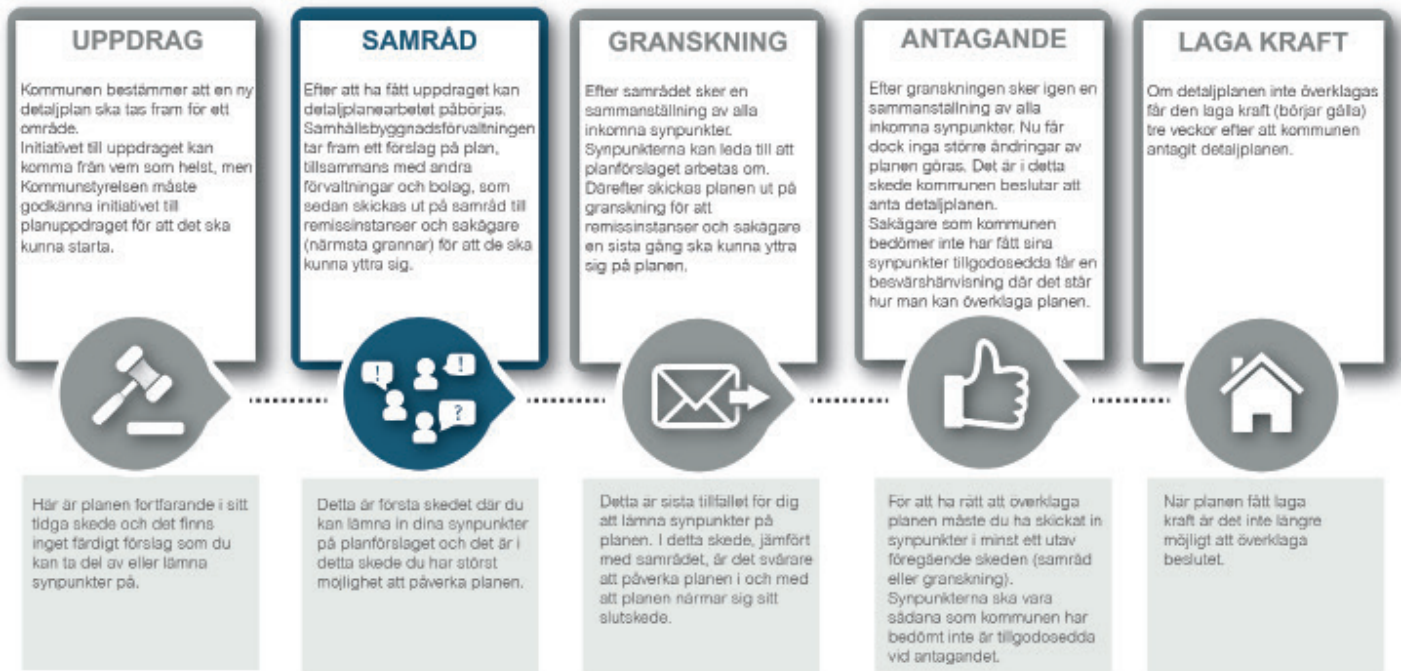 UPPDRAG
Kommunen bestämmer att en ny
detaljplan ska tas fram för ett
område.
Initiativet till uppdraget kan
komma från vem som helst, men
Kommunstyrelsen måste
godkänna initiativet till
planuppdraget för att det ska
kunna starta.
SAMRÅD
Efter att ha fått uppdraget kan
detaljplanearbetet påbörjas.
Samhällsbyggnadsförvaltningen
tar fram ett förslag på plan,
tillsammans med andra
förvaltningar och bolag, som
sedan skickas ut på samråd till
remissinstanser och sakägare
(närmsta grannar) för att de ska
kunna yttra sig.
GRANSKNING
Efter samrådet sker en
sammanställning av alla
inkomna synpunkter.
Synpunkterna kan leda till att
planförslaget arbetas om.
Därefter skickas planen ut på
granskning för att
remissinstanser och sakägare
en sista gång ska kunna yttra
sig på planen.
ANTAGANDE
Efter granskningen sker igen en
sammanställning av alla
inkomna synpunkter. Nu får
dock inga större ändringar av
planen göras. Det är i detta
skede kommunen beslutar att
anta detaljplanen.
Sakägare som kommunen
bedömer inte har fått sina
synpunkter tillgodosedda får en
besvärshänvisning där det står
hur man kan överklaga planen.
LAGA KRAFT
Om detaljplanen inte överklagas
får den laga kraft (börjar gälla)
tre veckor efter att kommunen
antagit detaljplanen.
!
!
?
Här är planen fortfarande i sitt
tidga skede och det finns
inget färdigt förslag som du
kan ta del av eller lämna
synpunkter på.
Detta är första skedet där du
kan lämna in dina synpunkter
på planförslaget och det är i
detta skede du har störst
möjlighet att påverka planen.
Detta är sista tillfället för dig
att lämna synpunkter på
planen. I detta skede, jämfört
med samrådet, är det svårare
att påverka planen i och med
att planen närmar sig sitt
slutskede.
För att ha rätt att överklaga
planen måste du ha skickat in
synpunkter i minst ett utav
föregående skeden (samråd
eller granskning).
Synpunkterna ska vara
sådana som kommunen har
bedömt inte är tillgodosedda
vid antagandet.
När planen fått laga
kraft är det inte längre
möjligt att överklaga
beslutet.